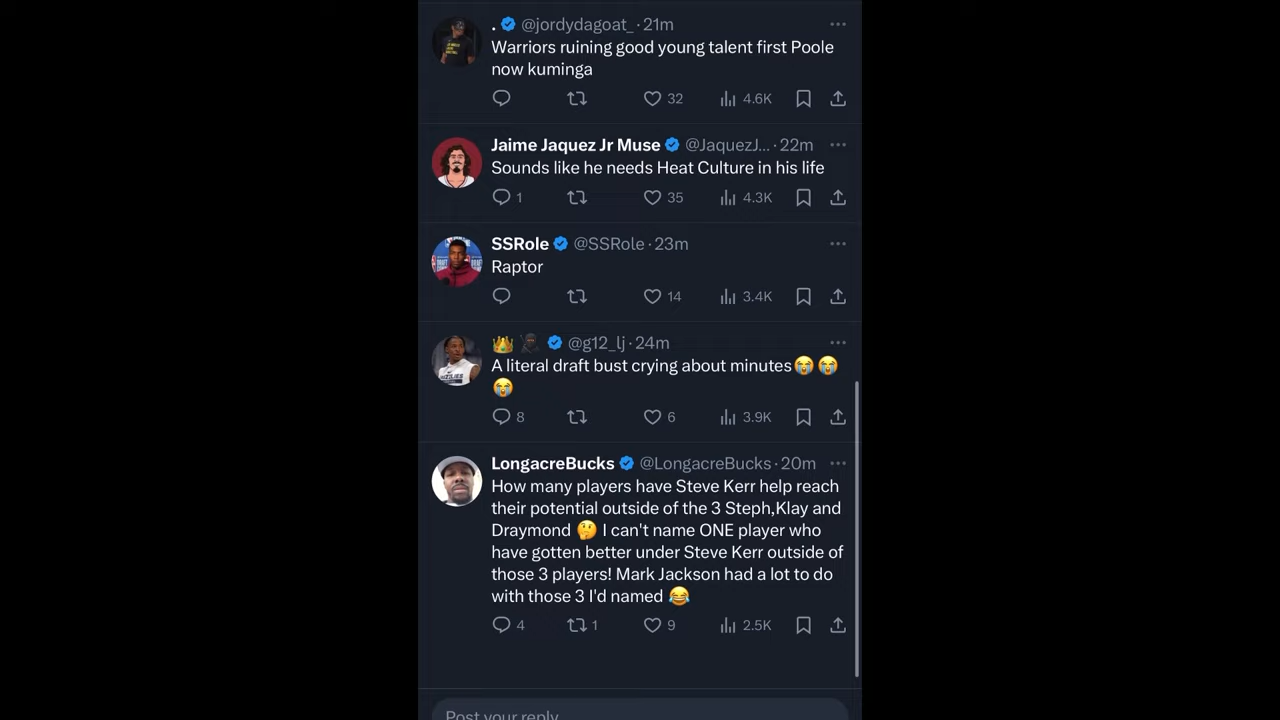 . @jordydagoat_ · 21m
Warriors ruining good young talent first Poole
now kuminga
32 4.6K
Jaime Jaquez Jr Muse @JaquezJ... · 22m
Sounds like he needs Heat Culture in his life
1 35 4.3K
SSRole @SSRole · 23m
Raptor
14 3.4K
👑🥷 @g12_lj · 24m
A literal draft bust crying about minutes😭😭
😭
8 6 3.9K
LongacreBucks @LongacreBucks · 20m
How many players have Steve Kerr help reach
their potential outside of the 3 Steph,Klay and
Draymond 🤔 I can't name ONE player who
have gotten better under Steve Kerr outside of
those 3 players! Mark Jackson had a lot to do
with those 3 I'd named 😂
4 1 9 2.5K
Post your reply